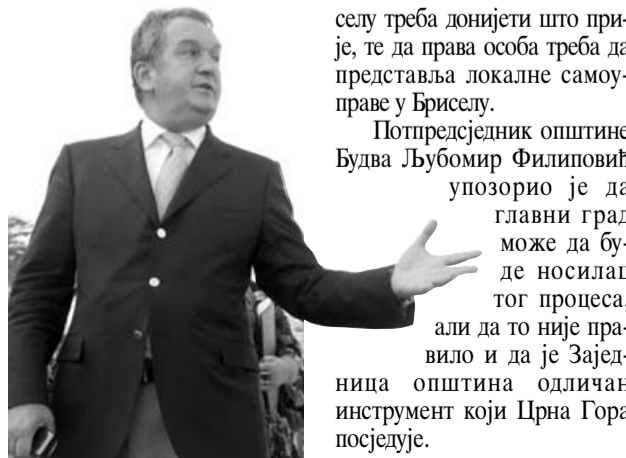 селу треба донијети што при-
је, те да права особа треба да
представља локалне самоу-
праве у Бриселу.
Потпредсједник општине
Будва Љубомир Филиповић
упозорио је да
главни град
може да бу-
де носилац
тог процеса,
али да то није пра-
вило и да је Зајед-
ница општина одличан
инструмент који Црна Гора
посједује.